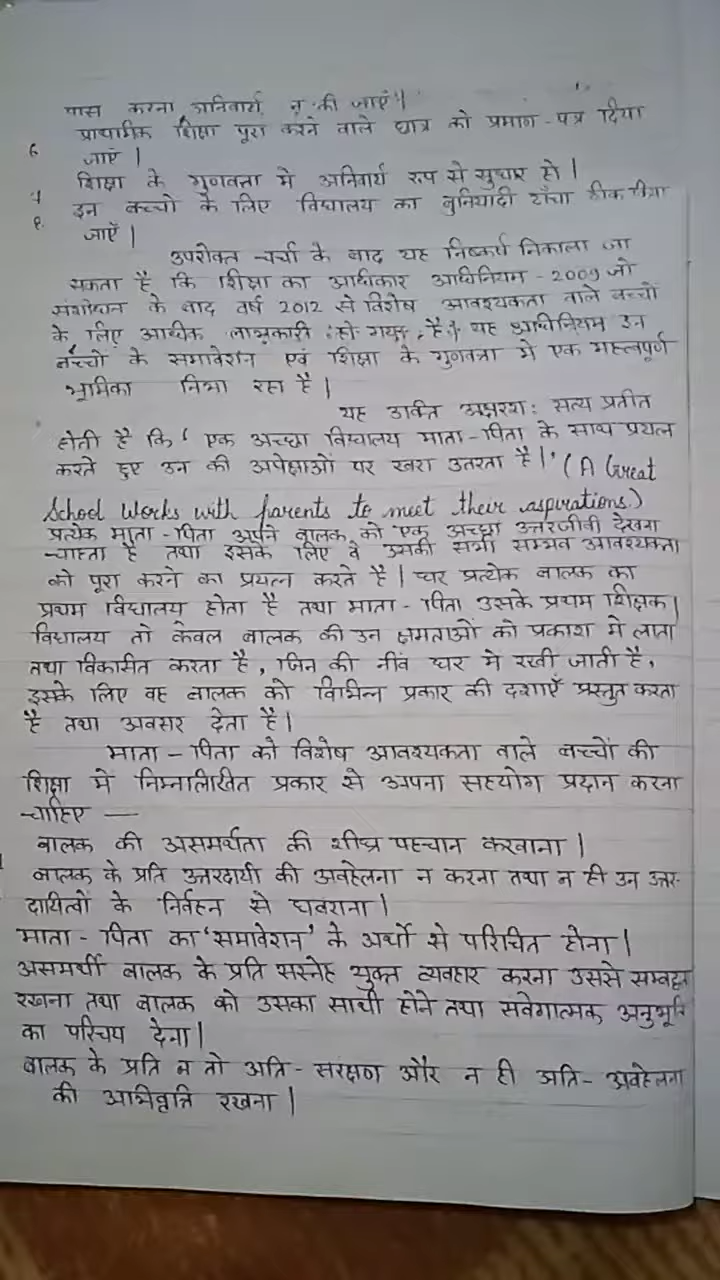 पास करना अनिवार्य न की जाएँ।
6. प्राथमिक शिक्षा पूरा करने वाले छात्र को प्रमाण-पत्र दिया
जाएँ।
7 शिक्षा के गुणवत्ता मे अनिवार्य रूप से सुधार हो।
8. इन बच्चो के लिए विद्यालय का बुनियादी ढाँचा ठीक किया
जाएँ।
उपरोक्त चर्चा के बाद यह निष्कर्ष निकाला जा
सकता है कि शिक्षा का अधिकार अधिनियम - 2009 जो
संशोधन के बाद वर्ष 2012 से विशेष आवश्यकता वाले बच्चो
के लिए अधिक लाभकारी हो गया है। यह अधिनियम उन
बच्चो के समावेशन एवं शिक्षा के गुणवत्ता मे एक महत्वपूर्ण
भूमिका निभा रहा है।
यह उक्ति अक्षरश: सत्य प्रतीत
होती है कि ' एक अच्छा विद्यालय माता-पिता के साथ प्रयत्न
करते हुए उन की अपेक्षाओं पर खरा उतरता है।' (A Great
School Works with parents to meet their aspirations.)
प्रत्येक माता-पिता अपने बालक को एक अच्छा उत्तरजीवी देखना
चाहता है तथा इसके लिए वे उसकी सभी सम्भव आवश्यकता
को पूरा करने का प्रयत्न करते है। घर प्रत्येक बालक का
प्रथम विद्यालय होता है तथा माता-पिता उसके प्रथम शिक्षक।
विद्यालय तो केवल बालक की उन क्षमताओं को प्रकाश मे लाता
तथा विकसित करता है, जिन की नींव घर मे रखी जाती है,
इसके लिए वह बालक को विभिन्न प्रकार की दशाएँ प्रस्तुत करता
है तथा अवसर देता है।
माता-पिता को विशेष आवश्यकता वाले बच्चों की
शिक्षा में निम्नलिखित प्रकार से अपना सहयोग प्रदान करना
चाहिए —
बालक की असमर्थता की शीघ्र पहचान करवाना।
बालक के प्रति उत्तरदायी की अवहेलना न करना तथा न ही उन उत्तर-
दायित्वों के निर्वहन से घबराना।
माता-पिता का 'समावेशन' के अर्थो से परिचित होना।
असमर्थी बालक के प्रति सस्नेह युक्त व्यवहार करना उससे सम्बद्ध
रखना तथा बालक को उसका साथी होने तथा सवेगात्मक अनुभूति
का परिचय देना।
बालक के प्रति न तो अति-संरक्षण और न ही अति-अवहेलना
की अभिवृत्ति रखना।